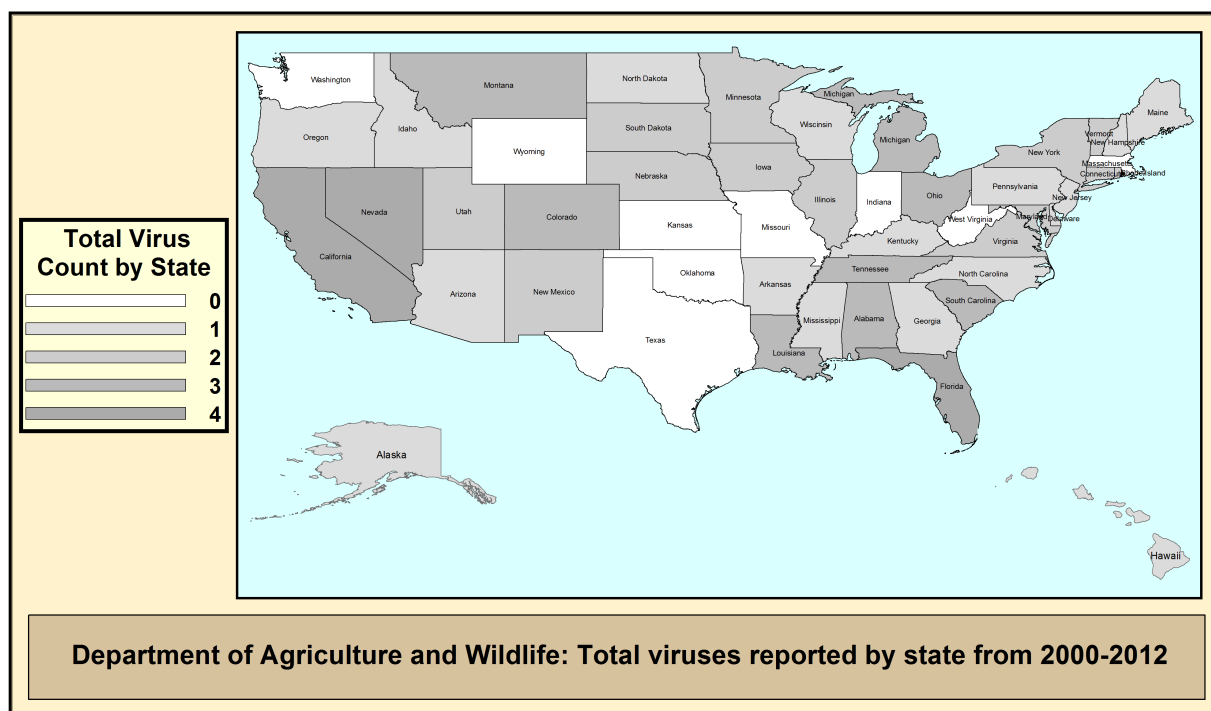 Total Virus
Count by State
0
1
2
3
4
Washington
Montana
North Dakota
Minnesota
Michigan
Maine
Oregon
Idaho
Wiscinsin
Vermont
New Hampshire
South Dakota
Michigan
Wyoming
New York
Massachusetts
Iowa
Connecticut
Rhode Island
Nebraska
Pennsylvania
Nevada
Utah
Colorado
Illinois
Indiana
Ohio
New Jersey
Kansas
Missouri
West Virginia
Maryland
Delaware
California
Kentucky
Virginia
Oklahoma
Tennessee
North Carolina
Arizona
New Mexico
Arkansas
South Carolina
Mississippi
Alabama
Georgia
Texas
Louisiana
Florida
Alaska
Hawaii
Department of Agriculture and Wildlife: Total viruses reported by state from 2000-2012